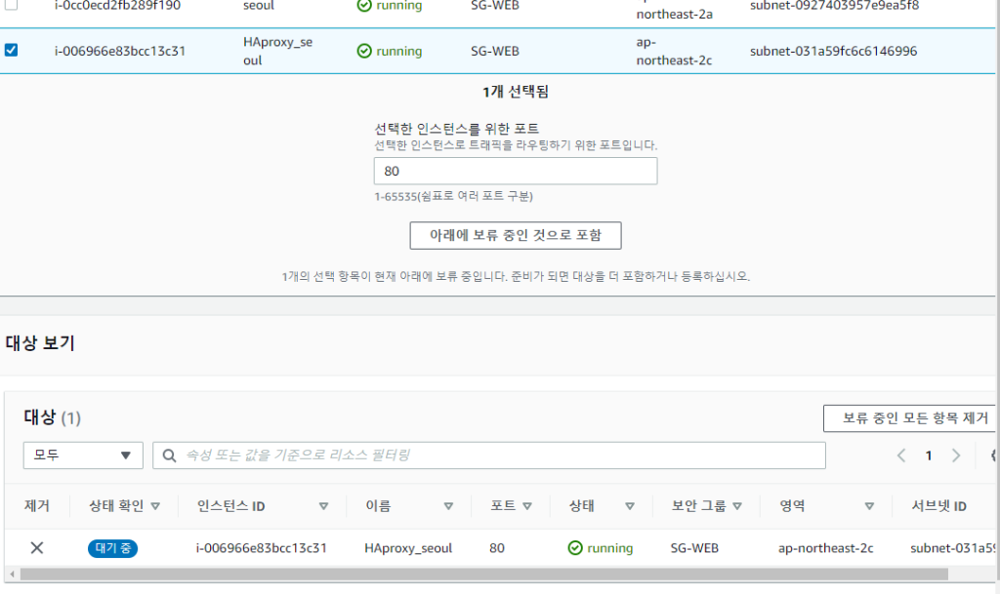 i-0cc0ecd2fb289f190 seoul running SG-WEB northeast-2a subnet-0927403957e9ea5f8
i-006966e83bcc13c31 HAproxy_se
oul running SG-WEB ap-
northeast-2c subnet-031a59fc6c6146996
1개 선택됨
선택한 인스턴스를 위한 포트
선택한 인스턴스로 트래픽을 라우팅하기 위한 포트입니다.
80
1-65535(쉼표로 여러 포트 구분)
아래에 보류 중인 것으로 포함
1개의 선택 항목이 현재 아래에 보류 중입니다. 준비가 되면 대상을 더 포함하거나 등록하십시오.
대상 보기
대상 (1)
보류 중인 모든 항목 제거
모두
속성 또는 값을 기준으로 리소스 필터링
1
제거 상태 확인 인스턴스 ID 이름 포트 상태 보안 그룹 영역 서브넷 ID
대기 중 i-006966e83bcc13c31 HAproxy_seoul 80 running SG-WEB ap-northeast-2c subnet-031a59